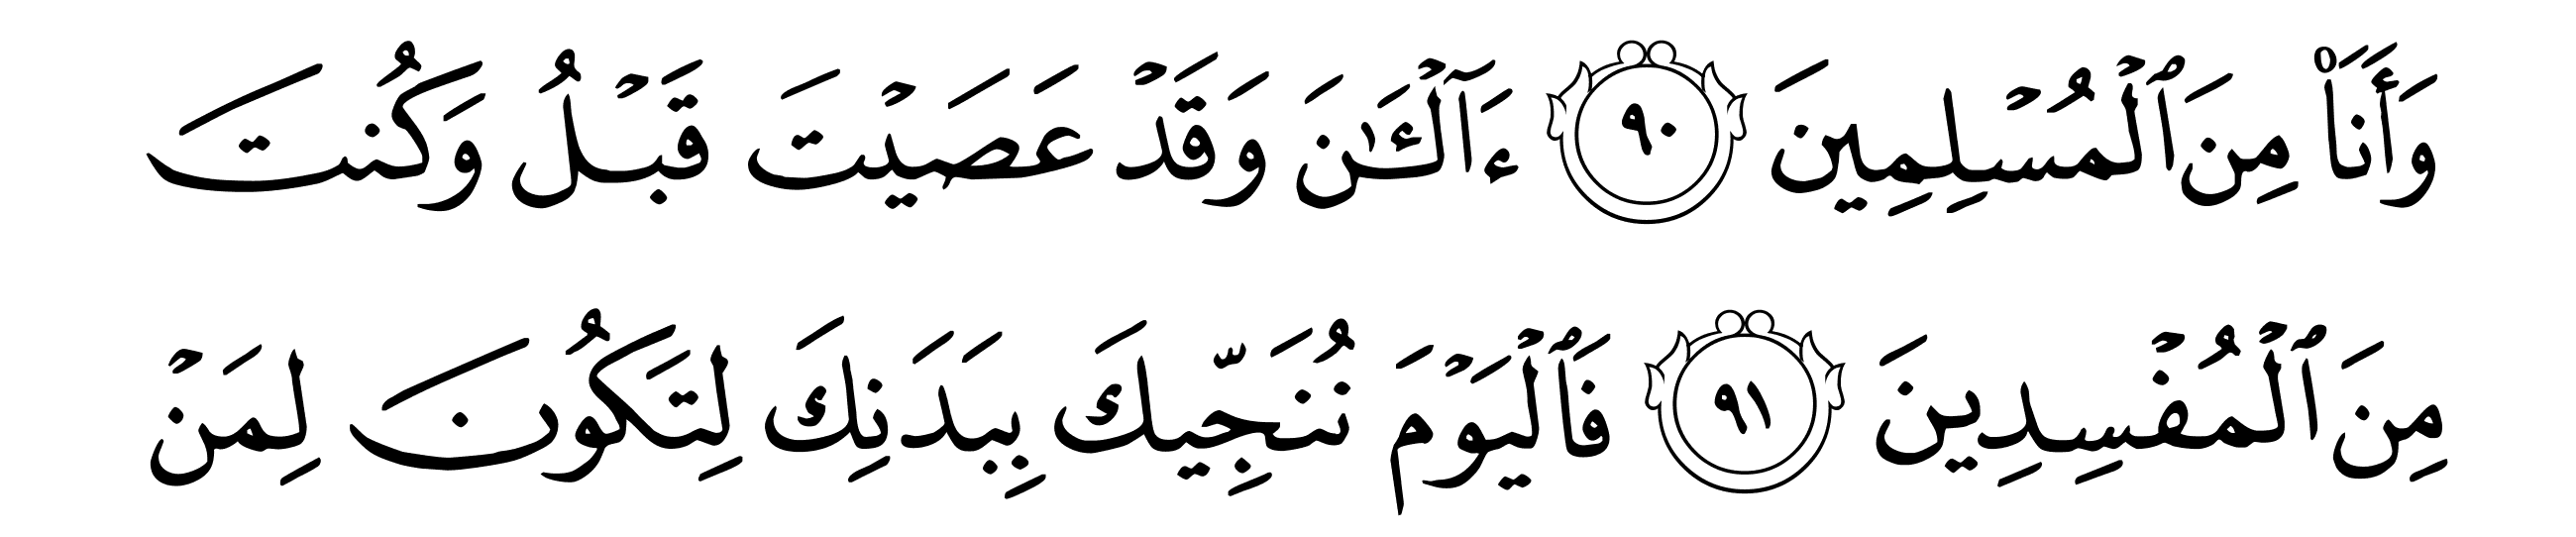 وَأَنَا۠ مِنَ ٱلْمُسْلِمِينَ ٩٠ ءَآلْـَٰٔنَ وَقَدْ عَصَيْتَ قَبْلُ وَكُنتَ
مِنَ ٱلْمُفْسِدِينَ ٩١ فَٱلْيَوْمَ نُنَجِّيكَ بِبَدَنِكَ لِتَكُونَ لِمَنْ